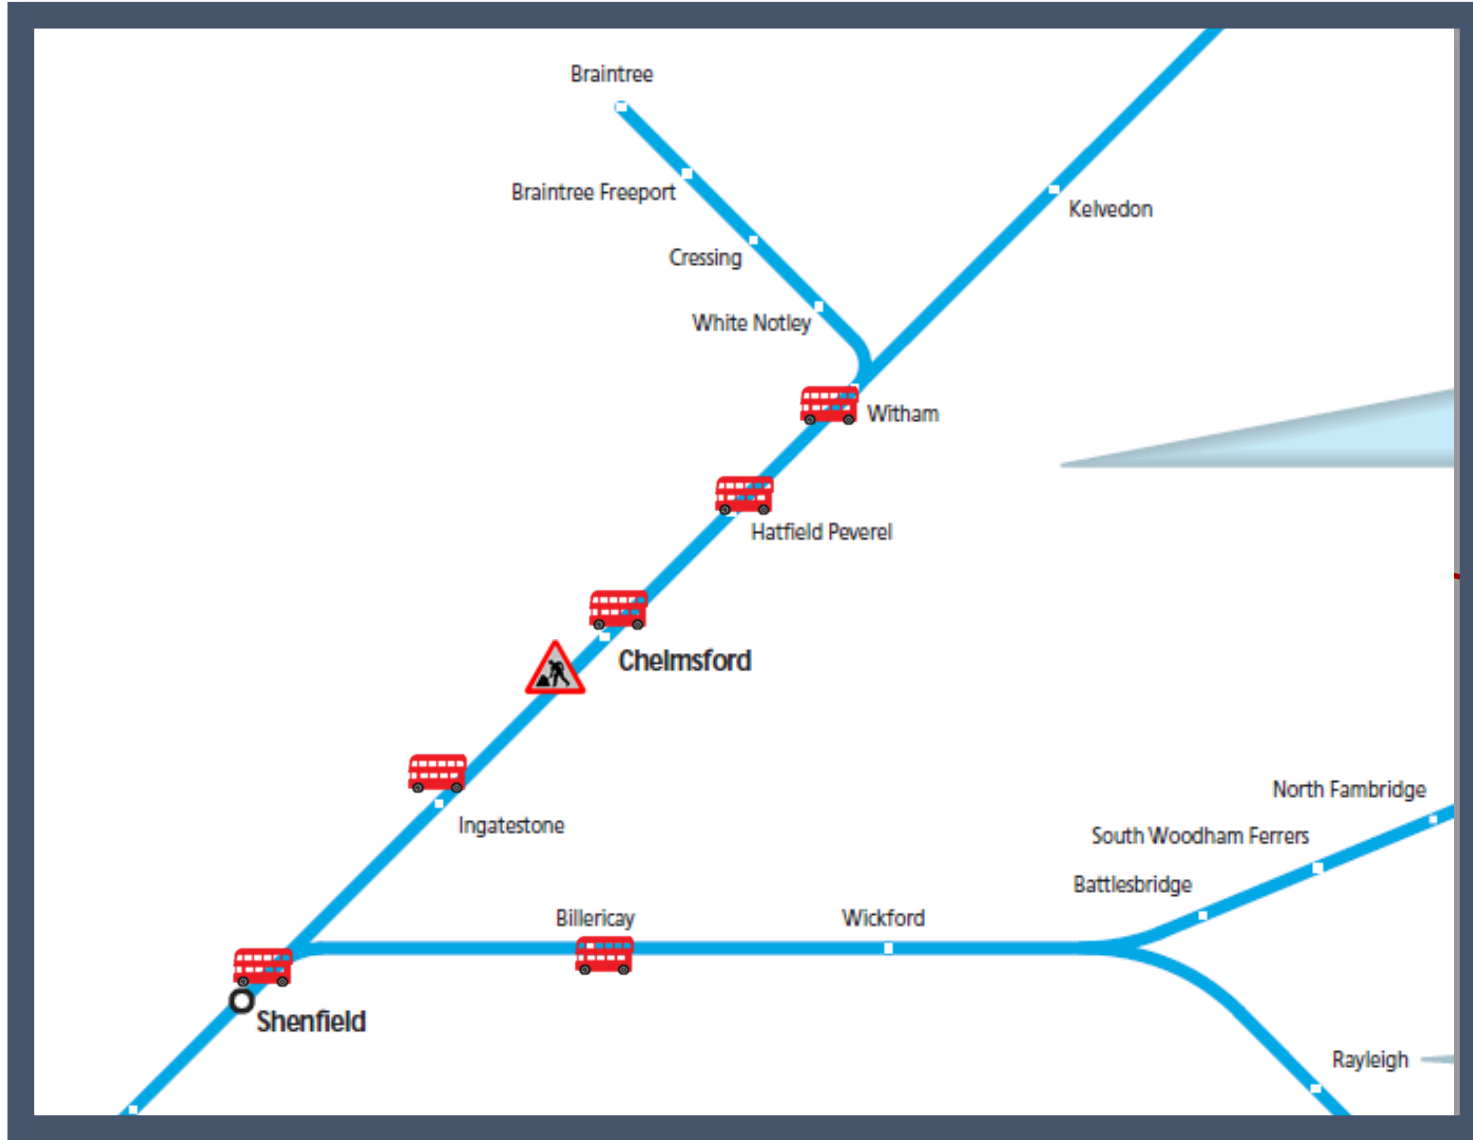 Braintree
Braintree Freeport
Kelvedon
Cressing
White Notley
Witham
Hatfield Peverel
Chelmsford
North Fambridge
Ingatestone
South Woodham Ferrers
Battlesbridge
Billericay
Wickford
Shenfield
Rayleigh